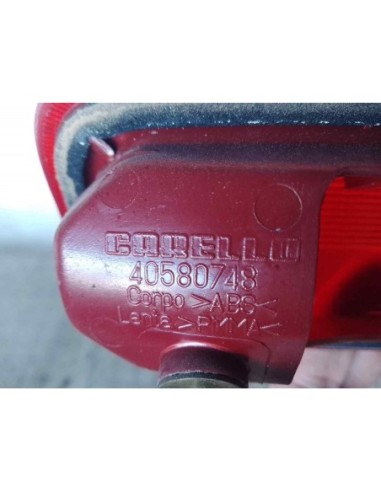 CARELLO
40580748
Corpo >ABS<
Lente >PMMA<